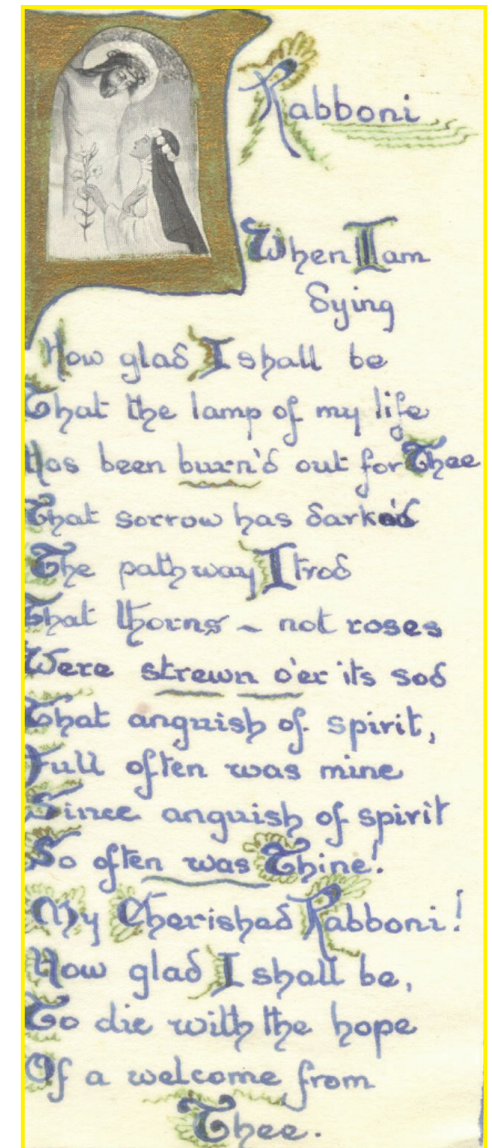 Rabboni
When I am
dying
How glad I shall be
That the lamp of my life
Has been burn'd out for Thee
That sorrow has dark'd
The pathway I trod
That thorns ~ not roses
Were strewn o'er its sod
That anguish of spirit,
Full often was mine
Since anguish of spirit
So often was Thine!
My Cherished Rabboni!
How glad I shall be,
To die with the hope
Of a welcome from
Thee.